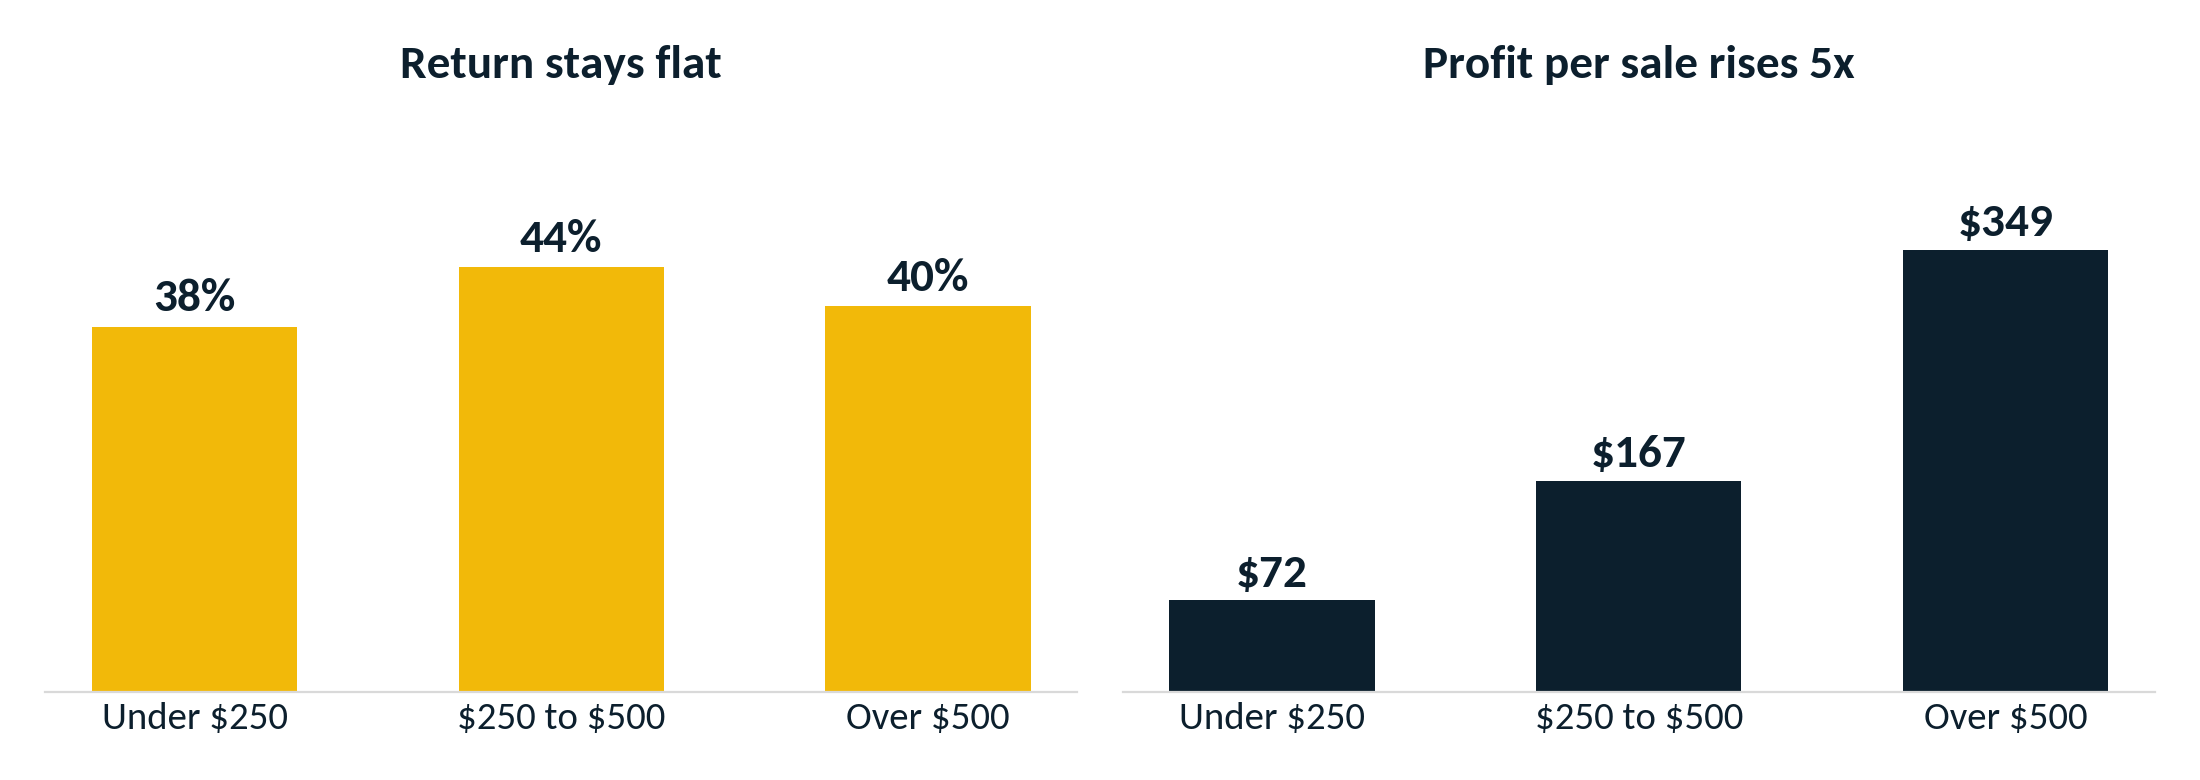 Return stays flat
38%
44%
40%
Under $250
$250 to $500
Over $500
Profit per sale rises 5x
$72
$167
$349
Under $250
$250 to $500
Over $500